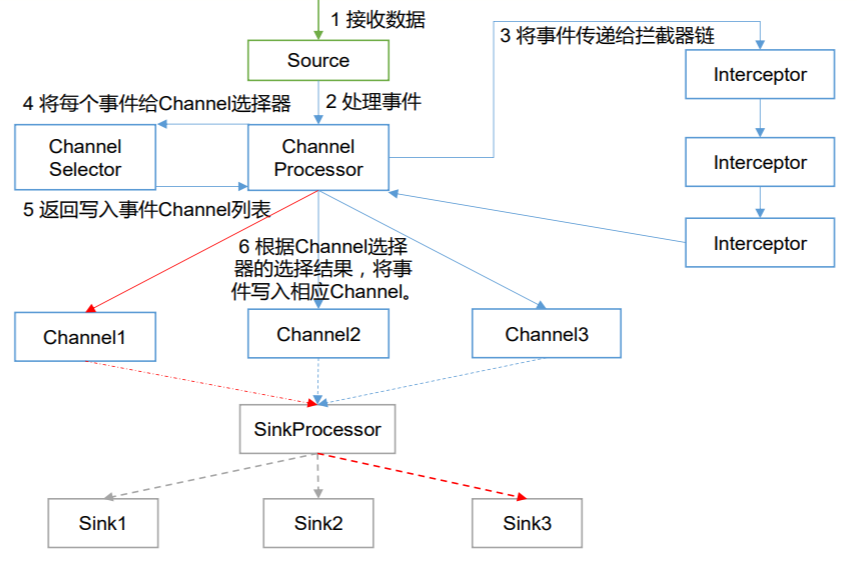 1 接收数据
3 将事件传递给拦截器链
Source
Interceptor
4 将每个事件给Channel选择器
2 处理事件
Channel
Selector
Channel
Processor
Interceptor
5 返回写入事件Channel列表
Interceptor
6 根据Channel选择
器的选择结果，将事
件写入相应Channel。
Channel1
Channel2
Channel3
SinkProcessor
Sink1
Sink2
Sink3